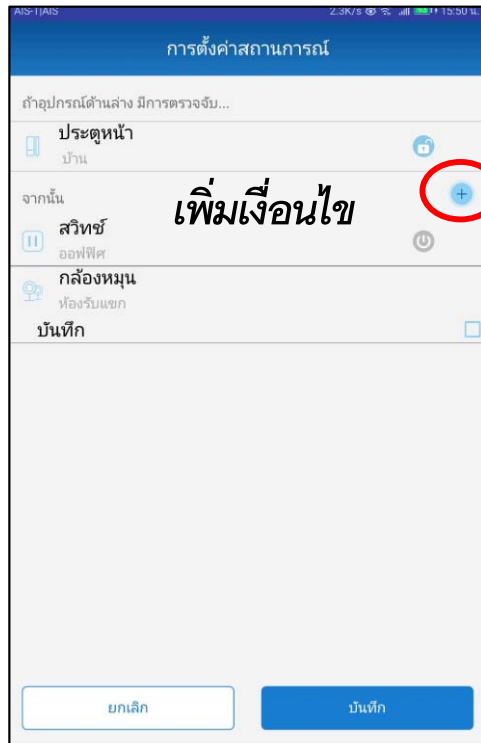 AIS-T|AIS 2.3K/s 15:50 น.
การตั้งค่าสถานการณ์
ถ้าอุปกรณ์ด้านล่าง มีการตรวจจับ...
ประตูหน้า
บ้าน
จากนั้น
เพิ่มเงื่อนไข
สวิทช์
ออฟฟิศ
กล้องหมุน
ห้องรับแขก
บันทึก
ยกเลิก บันทึก